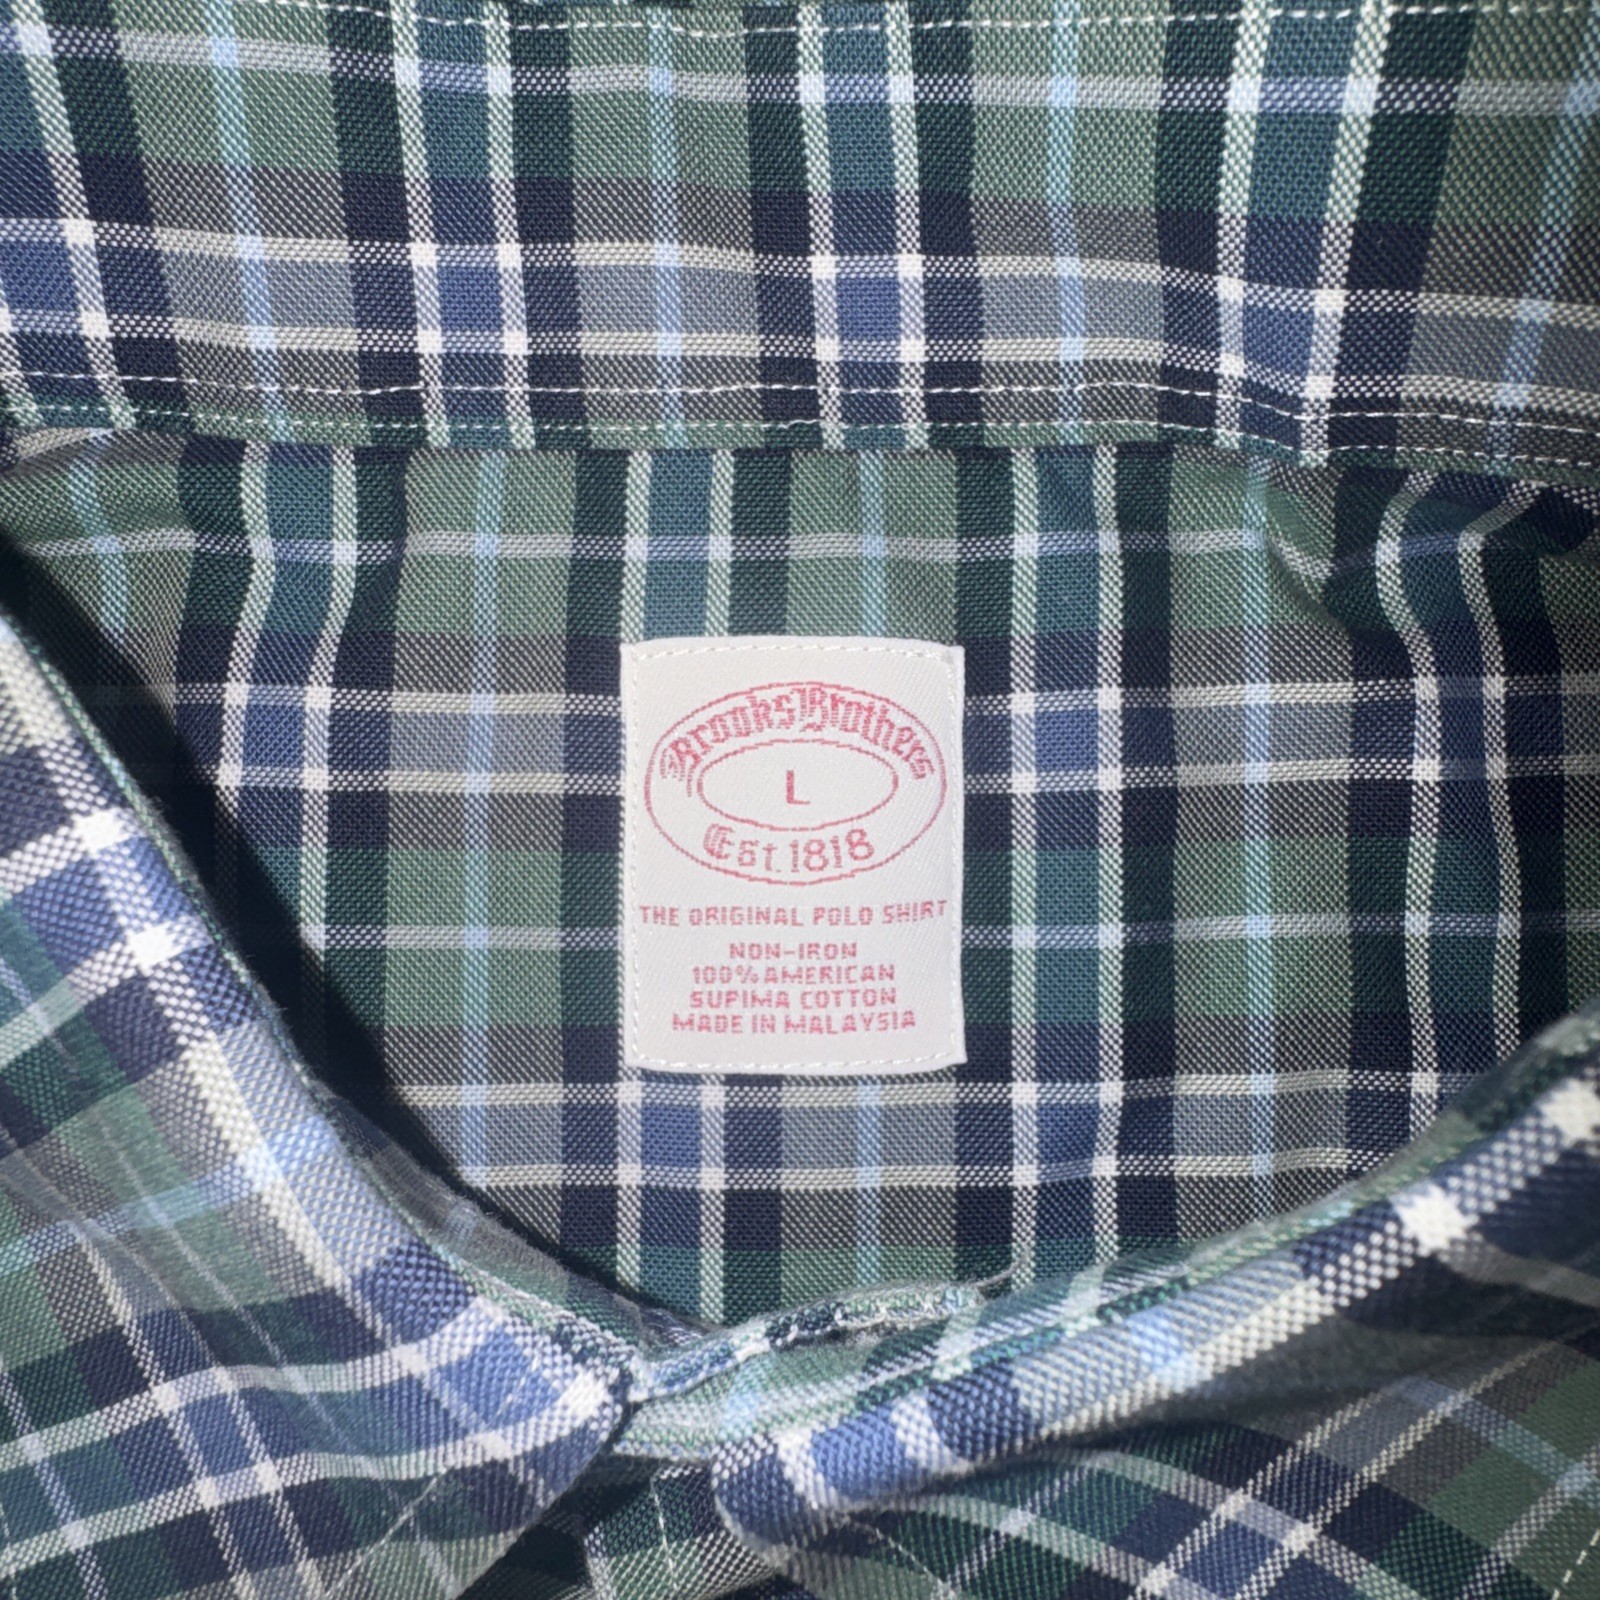 Brooks Brothers
L
Est. 1818
THE ORIGINAL POLO SHIRT
NON-IRON
100% AMERICAN
SUPIMA COTTON
MADE IN MALAYSIA